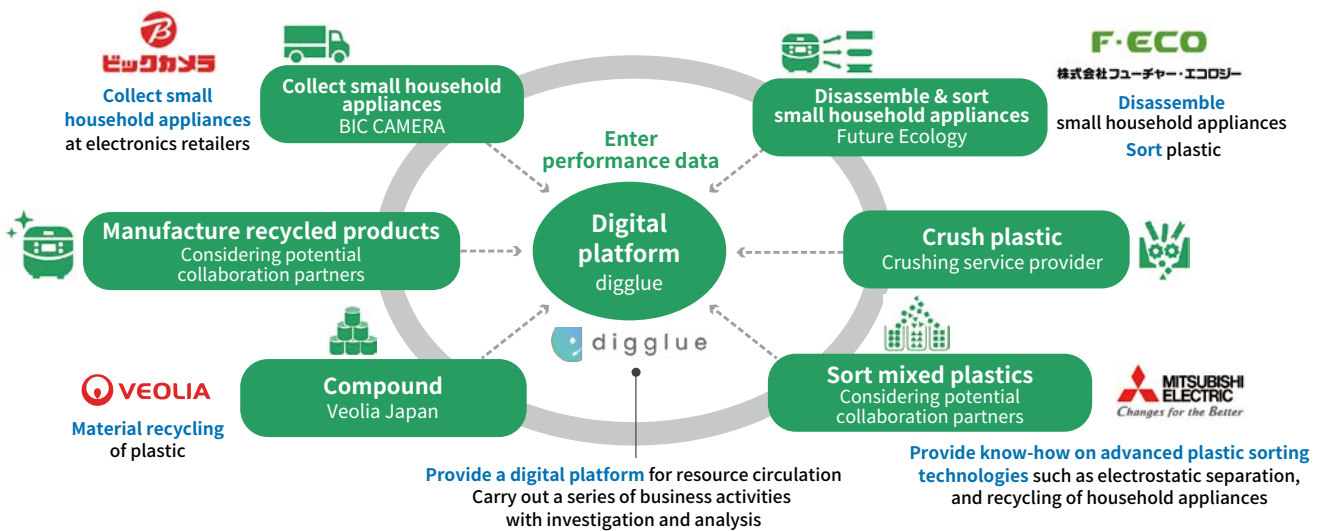 B
ビックカメラ
Collect small
household appliances
at electronics retailers
Collect small household
appliances
BIC CAMERA
Disassemble & sort
small household appliances
Future Ecology
F·ECO
株式会社フューチャー・エコロジー
Disassemble
small household appliances
Sort plastic
Enter
performance data
Manufacture recycled products
Considering potential
collaboration partners
Digital
platform
digglue
Crush plastic
Crushing service provider
digglue
VEOLIA
Material recycling
of plastic
Compound
Veolia Japan
Sort mixed plastics
Considering potential
collaboration partners
MITSUBISHI
ELECTRIC
Changes for the Better
Provide a digital platform for resource circulation
Carry out a series of business activities
with investigation and analysis
Provide know-how on advanced plastic sorting
technologies such as electrostatic separation,
and recycling of household appliances